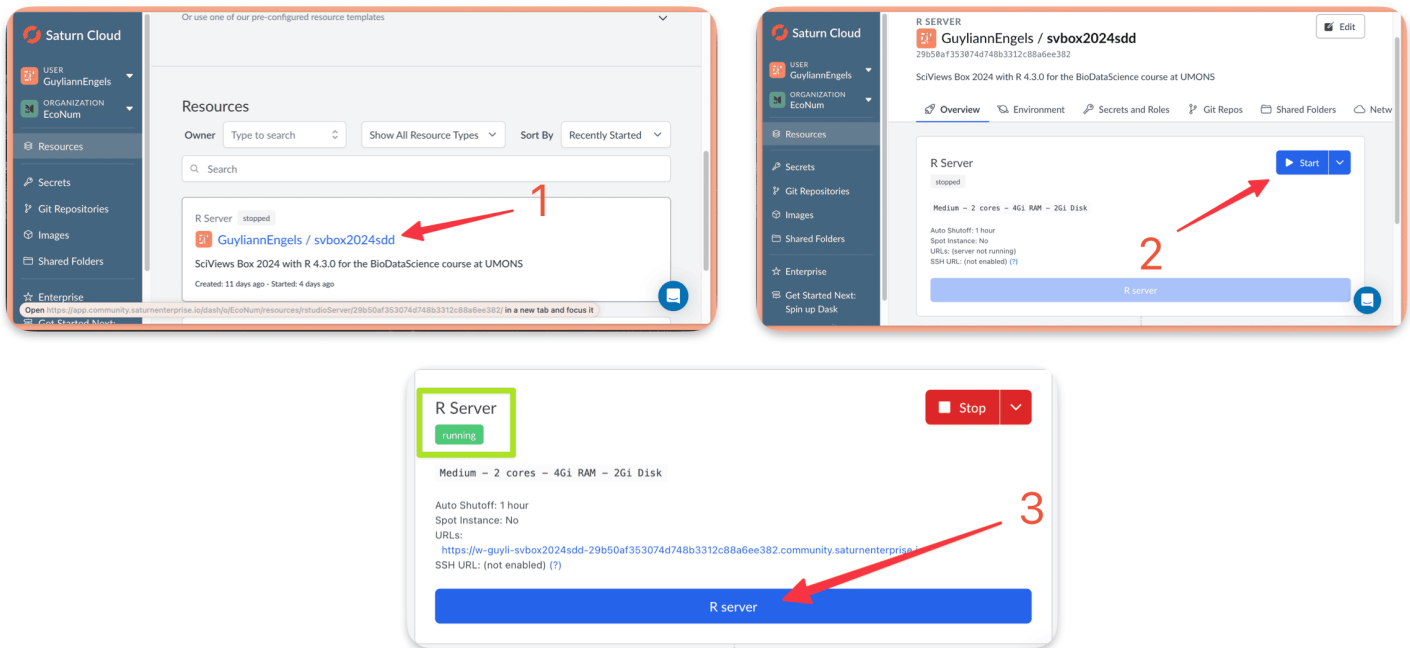 Or use one of our pre-configured resource templates
Saturn Cloud
USER
GuyliannEngels
ORGANIZATION
EcoNum
Resources
Secrets
Git Repositories
Images
Shared Folders
Enterprise
Get Started Next:
Resources
Owner Type to search Show All Resource Types Sort By Recently Started
Search
1
R Server stopped
GuyliannEngels / svbox2024sdd
SciViews Box 2024 with R 4.3.0 for the BioDataScience course at UMONS
Created: 11 days ago - Started: 4 days ago
Open https://app.community.saturnenterprise.io/dash/o/EcoNum/resources/rstudioServer/29b50af353074d748b3312c88a6ee382/ in a new tab and focus it
Saturn Cloud
USER
GuyliannEngels
ORGANIZATION
EcoNum
Resources
Secrets
Git Repositories
Images
Shared Folders
Enterprise
Get Started Next:
Spin up Dask
R SERVER
GuyliannEngels / svbox2024sdd
Edit
29b50af353074d748b3312c88a6ee382
SciViews Box 2024 with R 4.3.0 for the BioDataScience course at UMONS
Overview Environment Secrets and Roles Git Repos Shared Folders Netw
R Server
Start
stopped
Medium – 2 cores – 4Gi RAM – 2Gi Disk
Auto Shutoff: 1 hour
Spot Instance: No
URLs: (server not running)
SSH URL: (not enabled) (?)
2
R server
R Server
running
Stop
Medium – 2 cores – 4Gi RAM – 2Gi Disk
Auto Shutoff: 1 hour
Spot Instance: No
URLs:
https://w-guyli-svbox2024sdd-29b50af353074d748b3312c88a6ee382.community.saturnenterprise.
SSH URL: (not enabled) (?)
3
R server